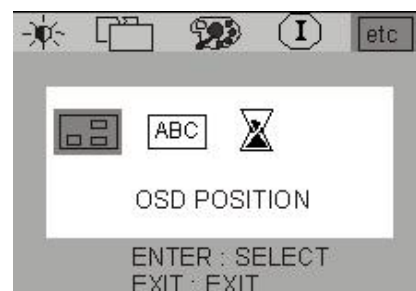 I etc
ABC
OSD POSITION
ENTER : SELECT
EXIT : EXIT